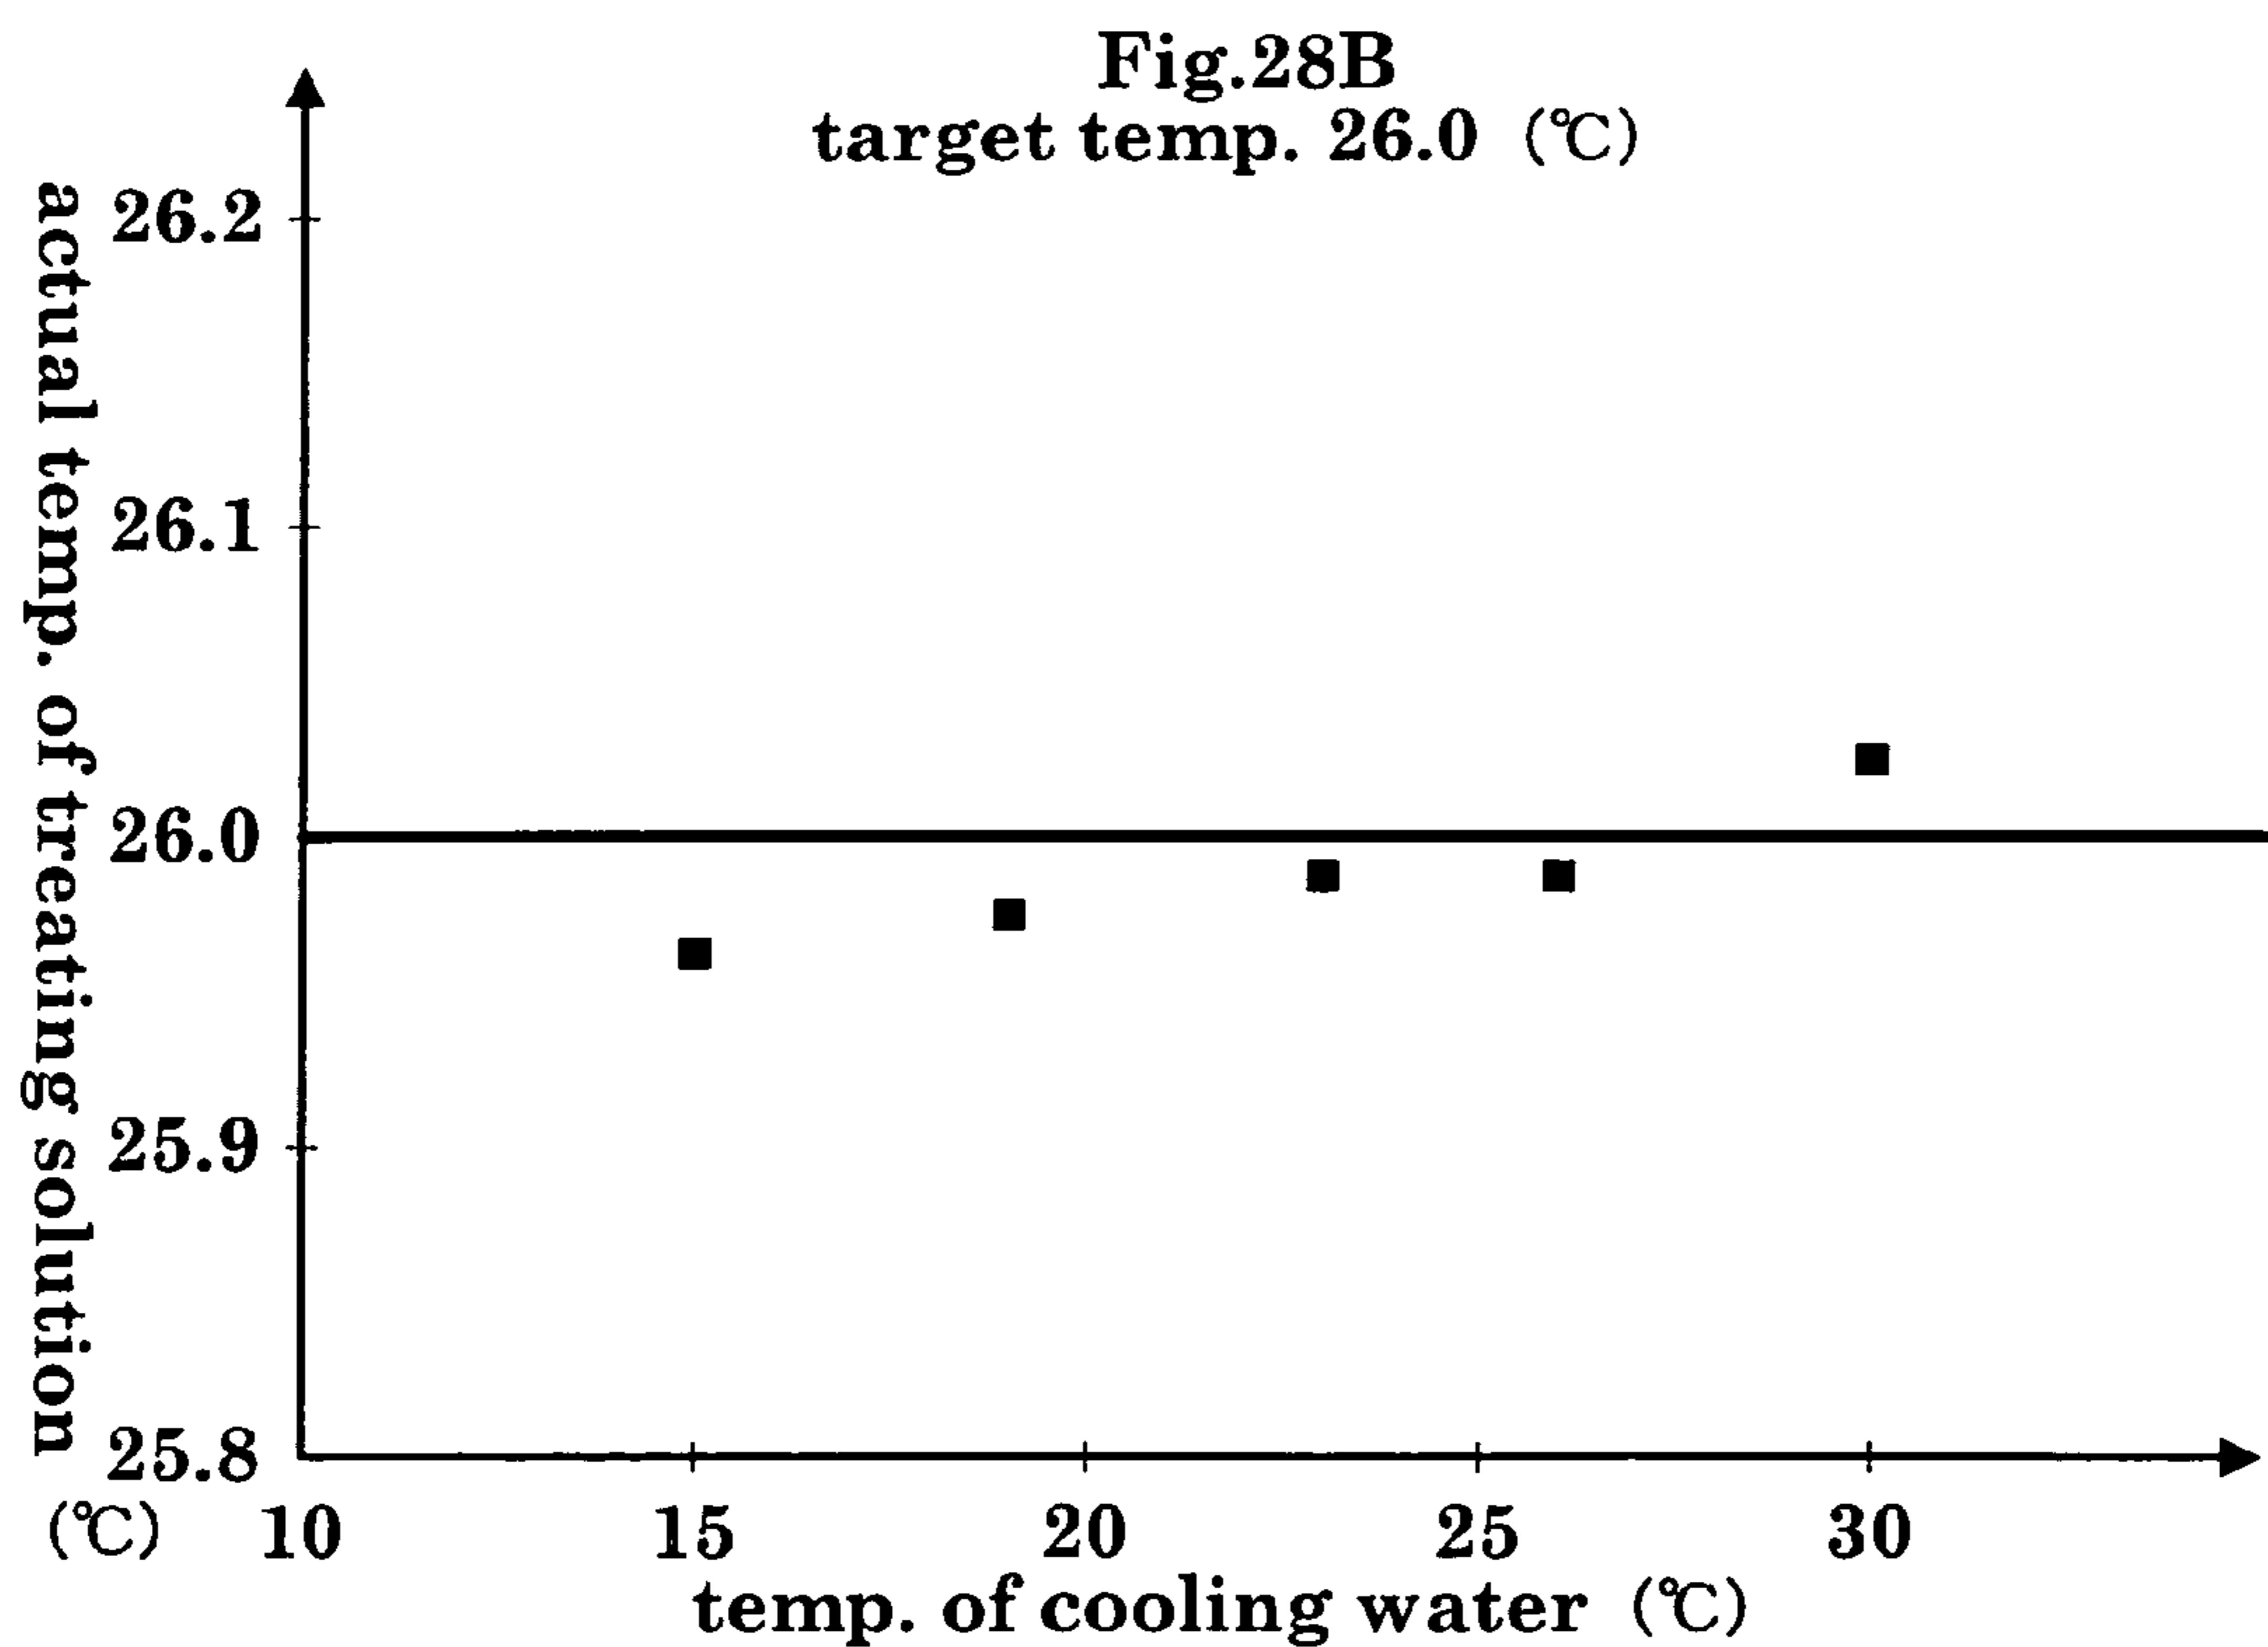 Fig.28B
target temp. 26.0 (℃)
actual temp. of treating solution
26.2
26.1
26.0
25.9
25.8
(℃)
10 15 20 25 30
temp. of cooling water (℃)